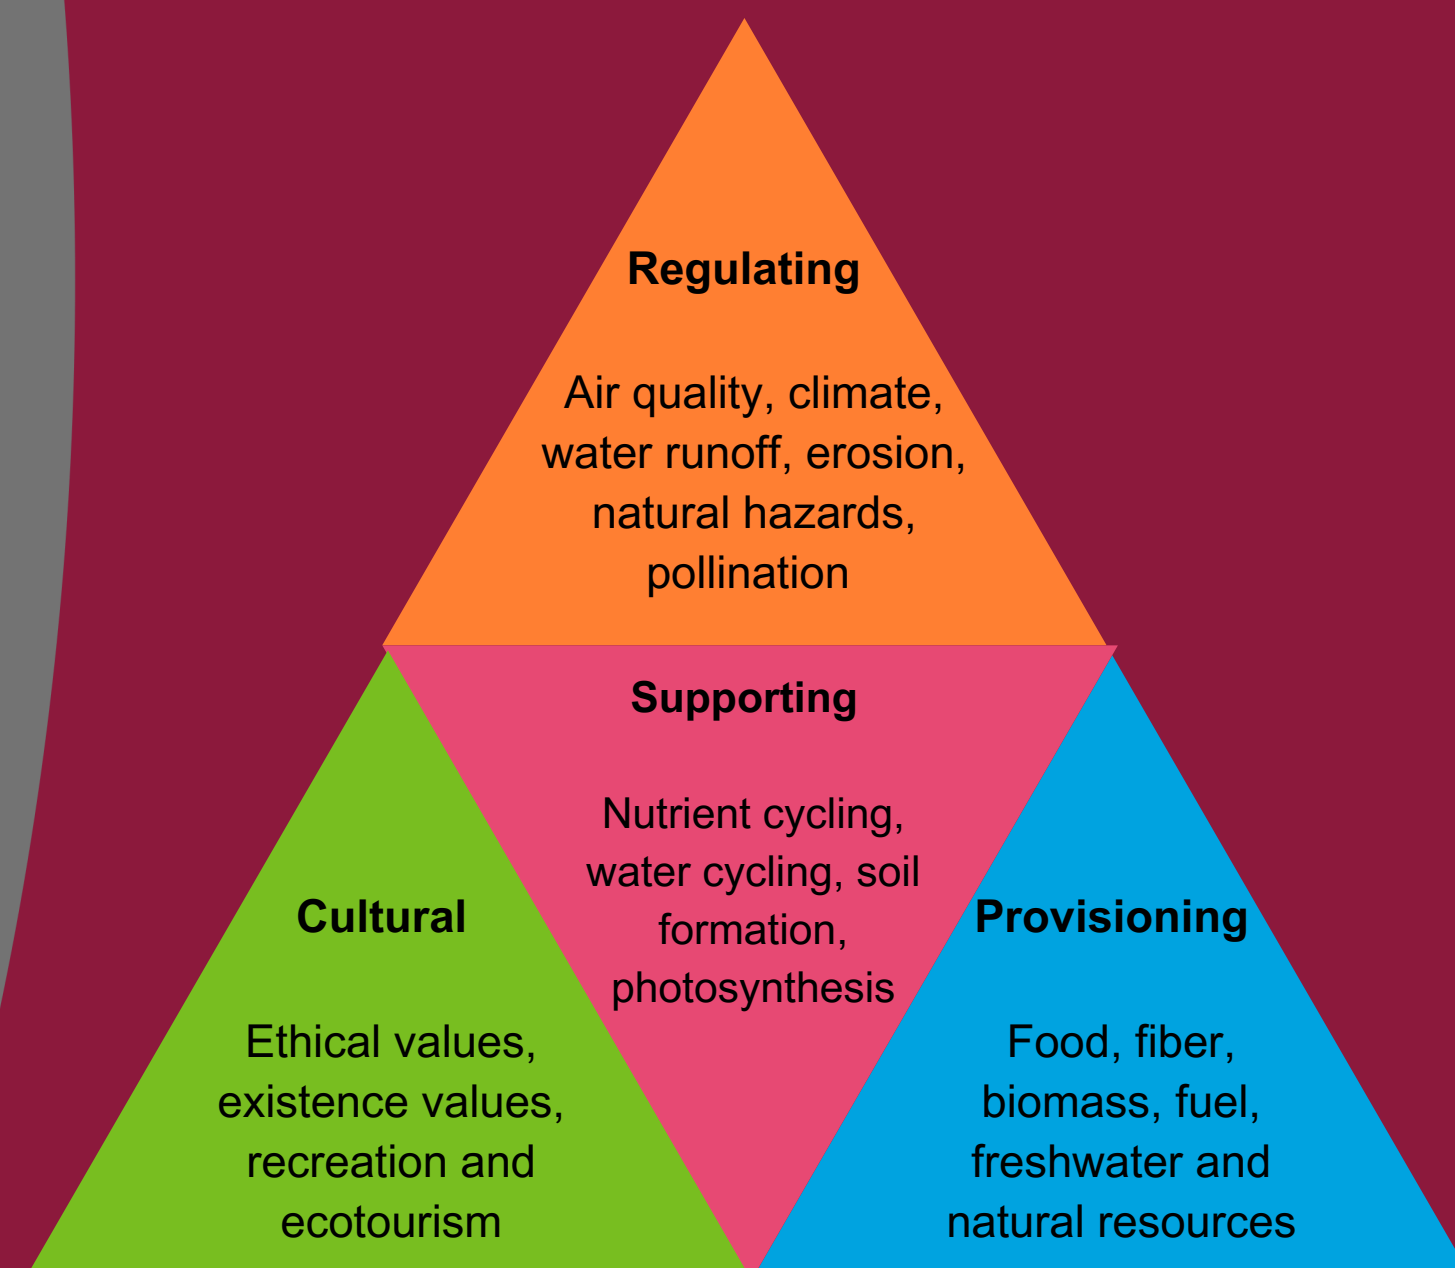 Regulating
Air quality, climate,
water runoff, erosion,
natural hazards,
pollination
Supporting
Nutrient cycling,
water cycling, soil
formation,
photosynthesis
Cultural
Ethical values,
existence values,
recreation and
ecotourism
Provisioning
Food, fiber,
biomass, fuel,
freshwater and
natural resources